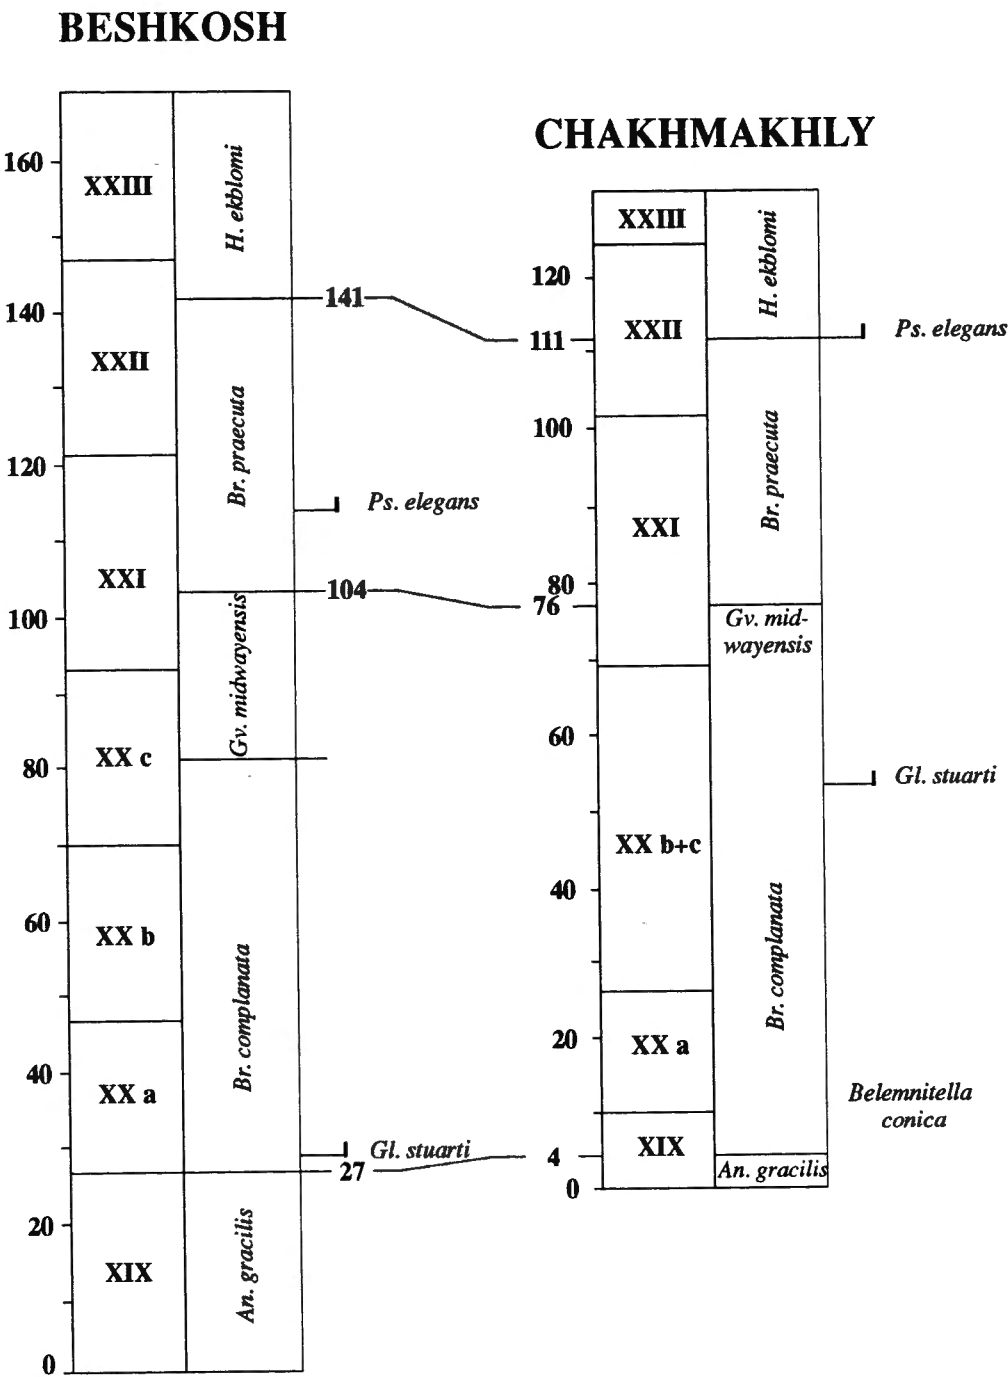 BESHKOSH
160
140
120
100
80
60
40
20
0
XXIII
XXII
XXI
XX c
XX b
XX a
XIX
H. ekblomi
Br. praecuta
Gv. midwayensis
Br. complanata
An. gracilis
141
Ps. elegans
104
Gl. stuarti
27
CHAKHMAKHLY
120
111
100
80
76
60
40
20
4
0
XXIII
XXII
XXI
XX b+c
XX a
XIX
H. ekblomi
Br. praecuta
Gv. mid-
wayensis
Br. complanata
An. gracilis
Ps. elegans
Gl. stuarti
Belemnitella
conica